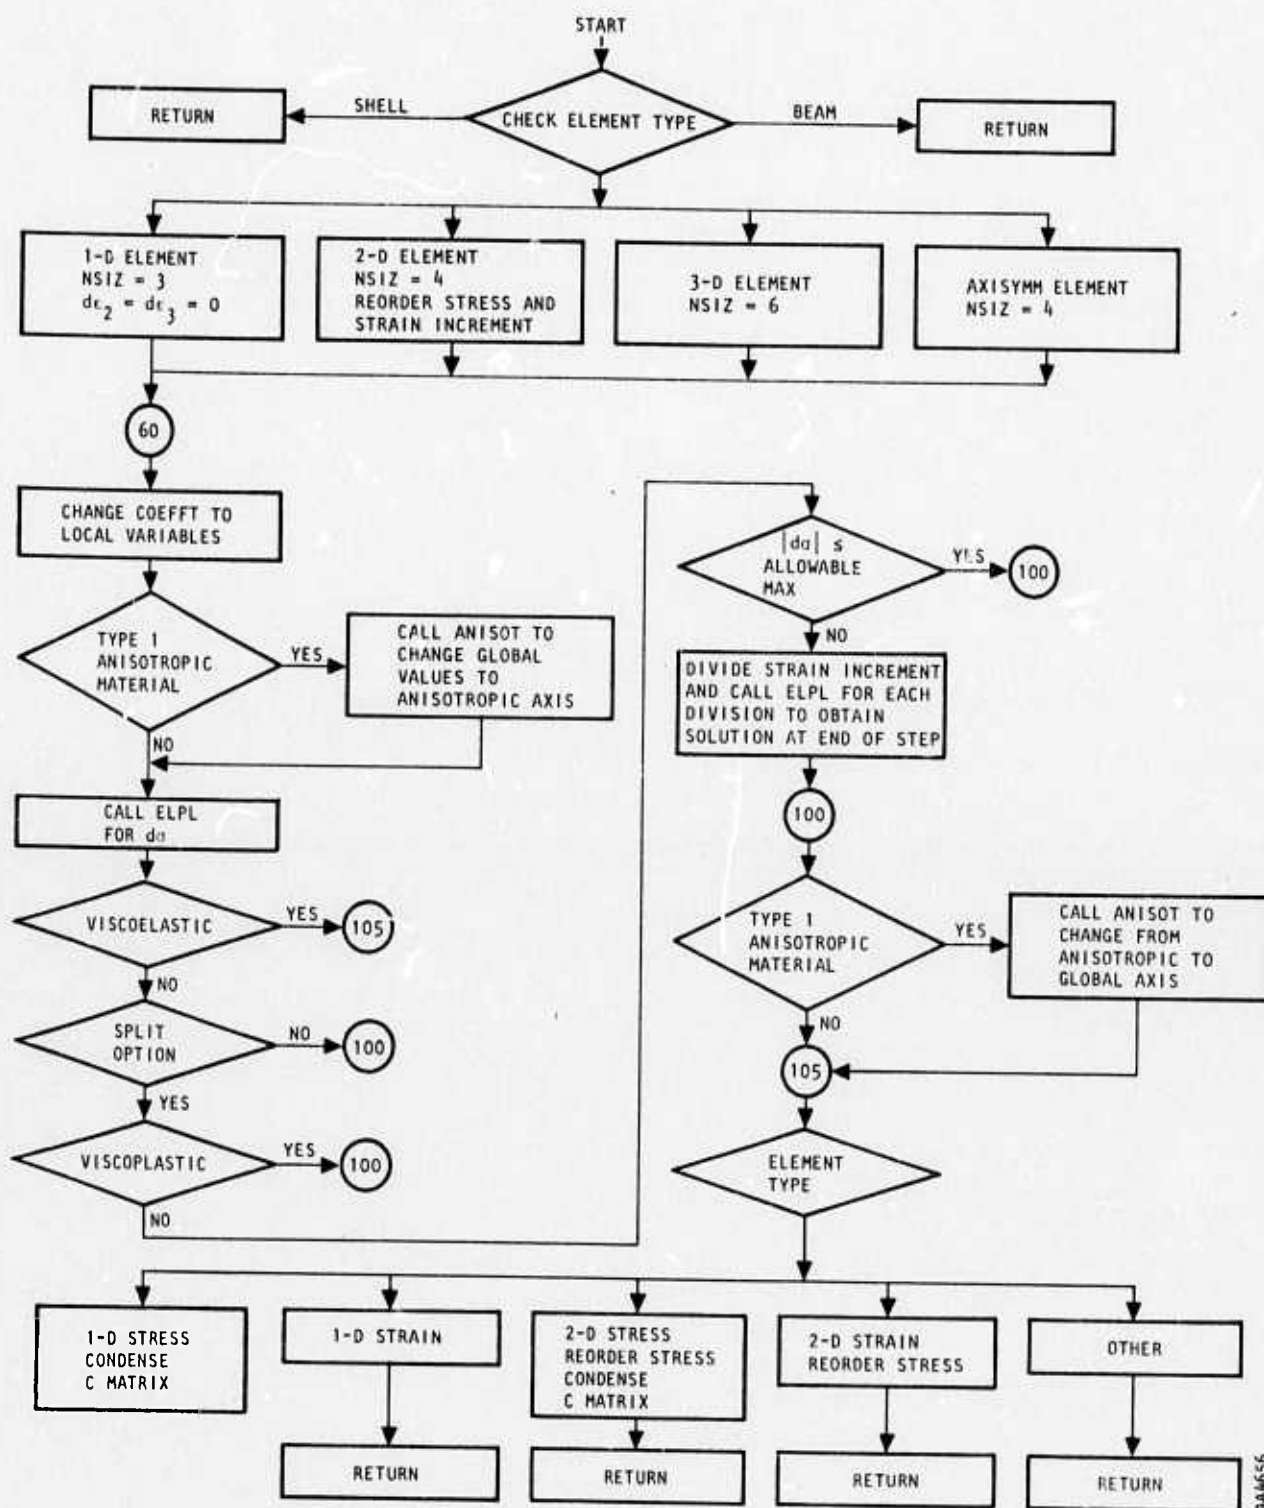 START
CHECK ELEMENT TYPE
SHELL
RETURN
BEAM
RETURN
1-D ELEMENT
NSIZ = 3
dε2 = dε3 = 0
2-D ELEMENT
NSIZ = 4
REORDER STRESS AND
STRAIN INCREMENT
3-D ELEMENT
NSIZ = 6
AXISYMM ELEMENT
NSIZ = 4
60
CHANGE COEFFT TO
LOCAL VARIABLES
TYPE 1
ANISOTROPIC
MATERIAL
YES
CALL ANISOT TO
CHANGE GLOBAL
VALUES TO
ANISOTROPIC AXIS
NO
CALL ELPL
FOR dσ
VISCOELASTIC
YES
105
NO
SPLIT
OPTION
NO
100
YES
VISCOPLASTIC
YES
100
NO
|dσ| ≤
ALLOWABLE
MAX
YES
100
NO
DIVIDE STRAIN INCREMENT
AND CALL ELPL FOR EACH
DIVISION TO OBTAIN
SOLUTION AT END OF STEP
100
TYPE 1
ANISOTROPIC
MATERIAL
YES
CALL ANISOT TO
CHANGE FROM
ANISOTROPIC TO
GLOBAL AXIS
NO
105
ELEMENT
TYPE
1-D STRESS
CONDENSE
C MATRIX
1-D STRAIN
RETURN
2-D STRESS
REORDER STRESS
CONDENSE
C MATRIX
RETURN
2-D STRAIN
REORDER STRESS
RETURN
OTHER
RETURN